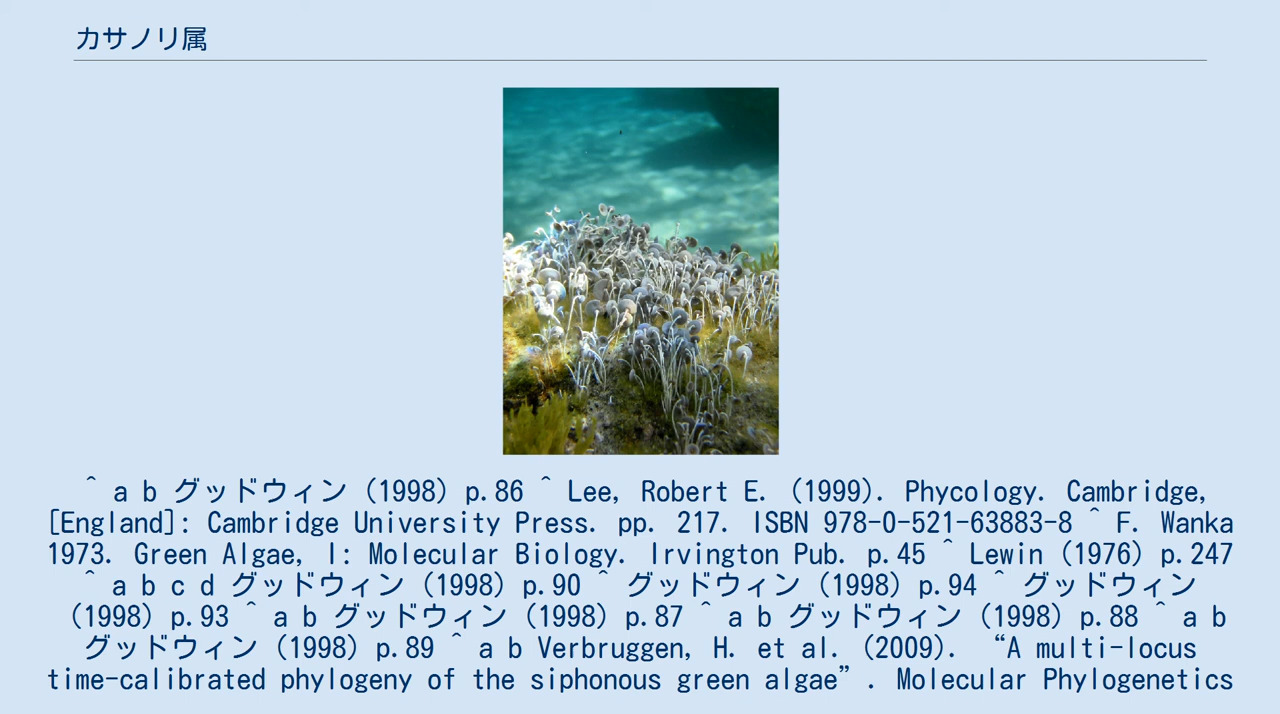 カサノリ属
^ a b グッドウィン (1998) p.86 ^ Lee, Robert E. (1999). Phycology. Cambridge,
[England]: Cambridge University Press. pp. 217. ISBN 978-0-521-63883-8 ^ F. Wanka
1973. Green Algae, I: Molecular Biology. Irvington Pub. p.45 ^ Lewin (1976) p.247
^ a b c d グッドウィン (1998) p.90 ^ グッドウィン (1998) p.94 ^ グッドウィン
(1998) p.93 ^ a b グッドウィン (1998) p.87 ^ a b グッドウィン (1998) p.88 ^ a b
グッドウィン (1998) p.89 ^ a b Verbruggen, H. et al. (2009). “A multi-locus
time-calibrated phylogeny of the siphonous green algae”. Molecular Phylogenetics